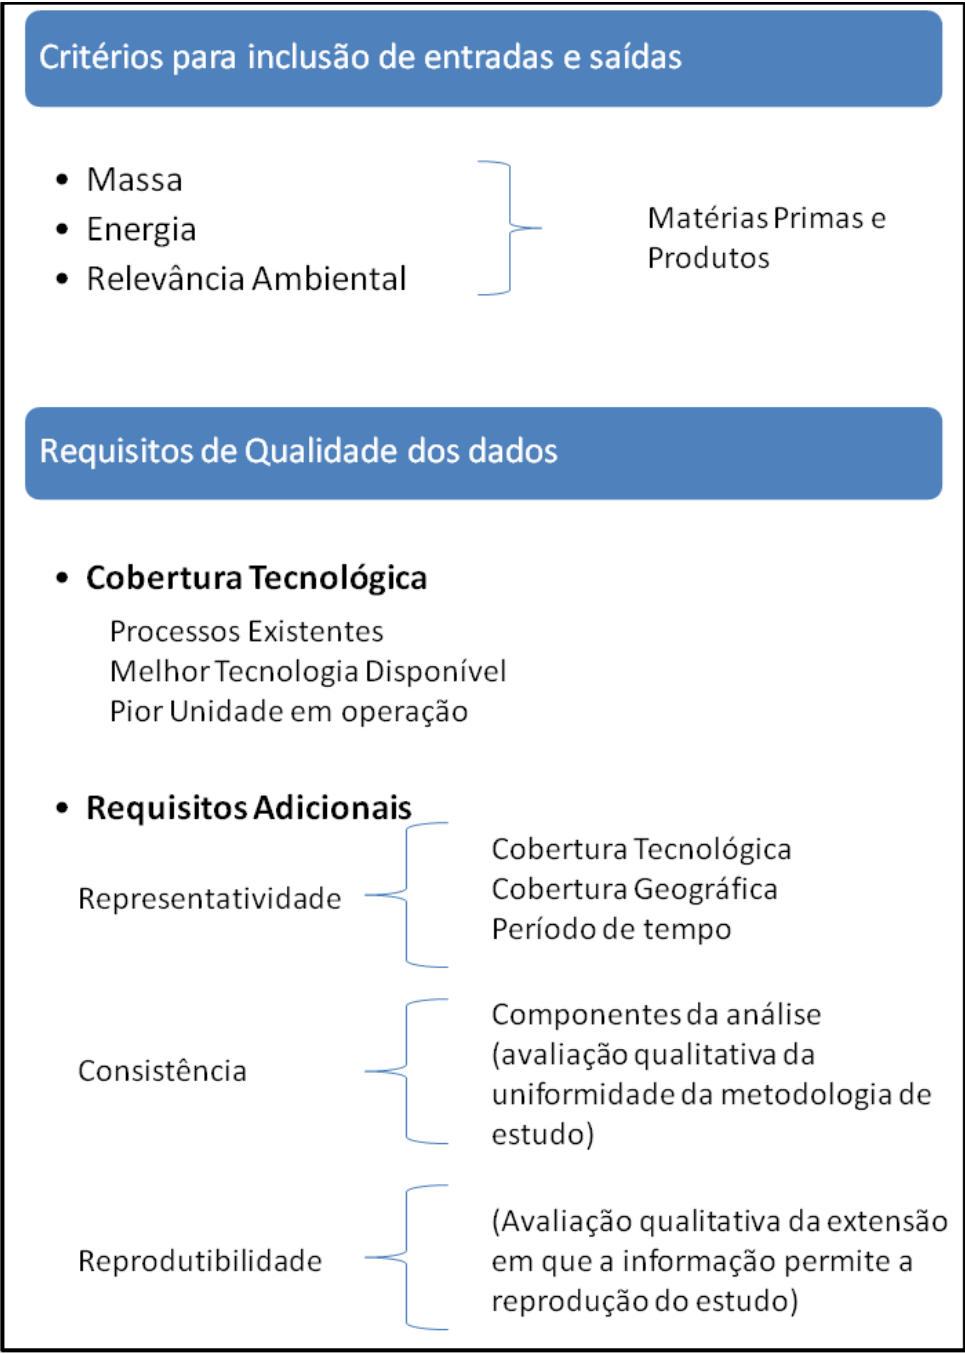 Critérios para inclusão de entradas e saídas
• Massa
• Energia
• Relevância Ambiental
Matérias Primas e
Produtos
Requisitos de Qualidade dos dados
• Cobertura Tecnológica
Processos Existentes
Melhor Tecnologia Disponível
Pior Unidade em operação
• Requisitos Adicionais
Representatividade
Cobertura Tecnológica
Cobertura Geográfica
Período de tempo
Consistência
Componentes da análise
(avaliação qualitativa da
uniformidade da metodologia de
estudo)
Reprodutibilidade
(Avaliação qualitativa da extensão
em que a informação permite a
reprodução do estudo)